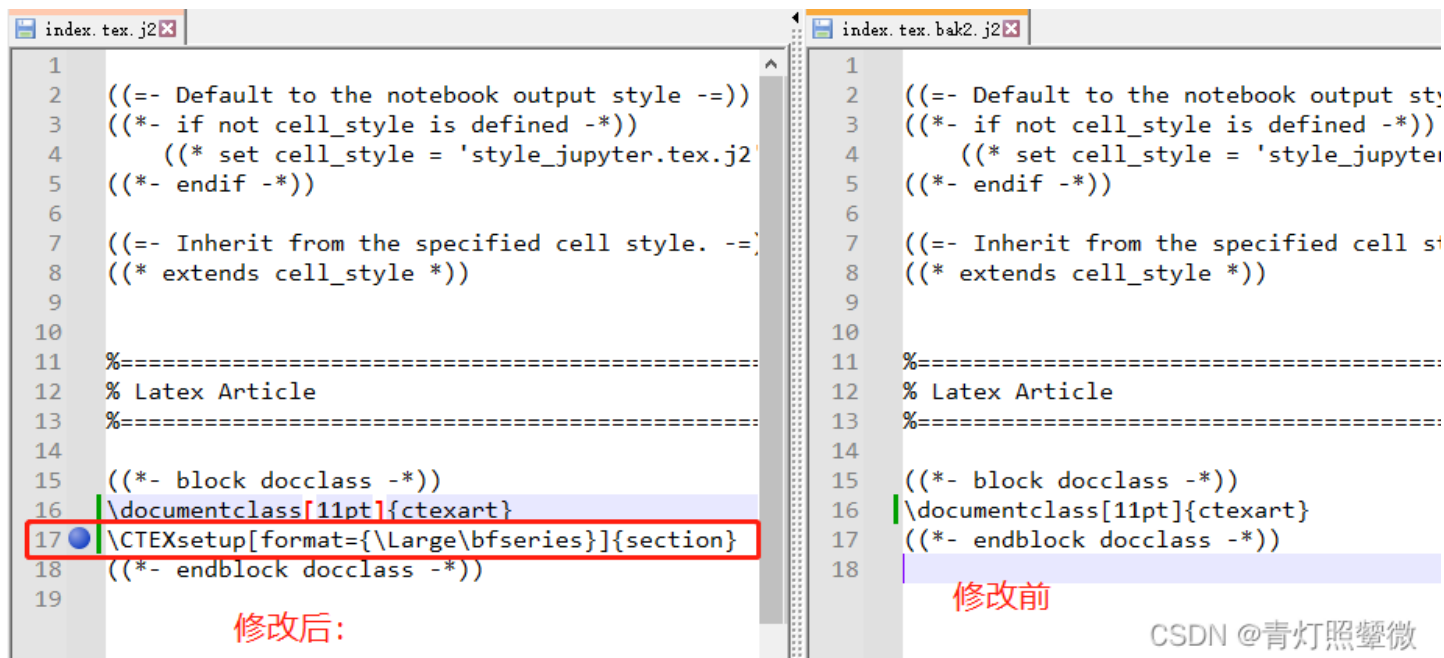 index.tex.j2
1
2 ((=- Default to the notebook output style -=))
3 ((*- if not cell_style is defined -*))
4 ((* set cell_style = 'style_jupyter.tex.j2'
5 ((*- endif -*))
6
7 ((=- Inherit from the specified cell style. -=)
8 ((* extends cell_style *))
9
10
11 %==============================================
12 % Latex Article
13 %==============================================
14
15 ((*- block docclass -*))
16 \documentclass[11pt]{ctexart}
17 \CTEXsetup[format={\Large\bfseries}]{section}
18 ((*- endblock docclass -*))
19
修改后:
index.tex.bak2.j2
1
2 ((=- Default to the notebook output sty
3 ((*- if not cell_style is defined -*))
4 ((* set cell_style = 'style_jupyter
5 ((*- endif -*))
6
7 ((=- Inherit from the specified cell st
8 ((* extends cell_style *))
9
10
11 %======================================
12 % Latex Article
13 %======================================
14
15 ((*- block docclass -*))
16 \documentclass[11pt]{ctexart}
17 ((*- endblock docclass -*))
18
修改前
CSDN @青灯照颦微